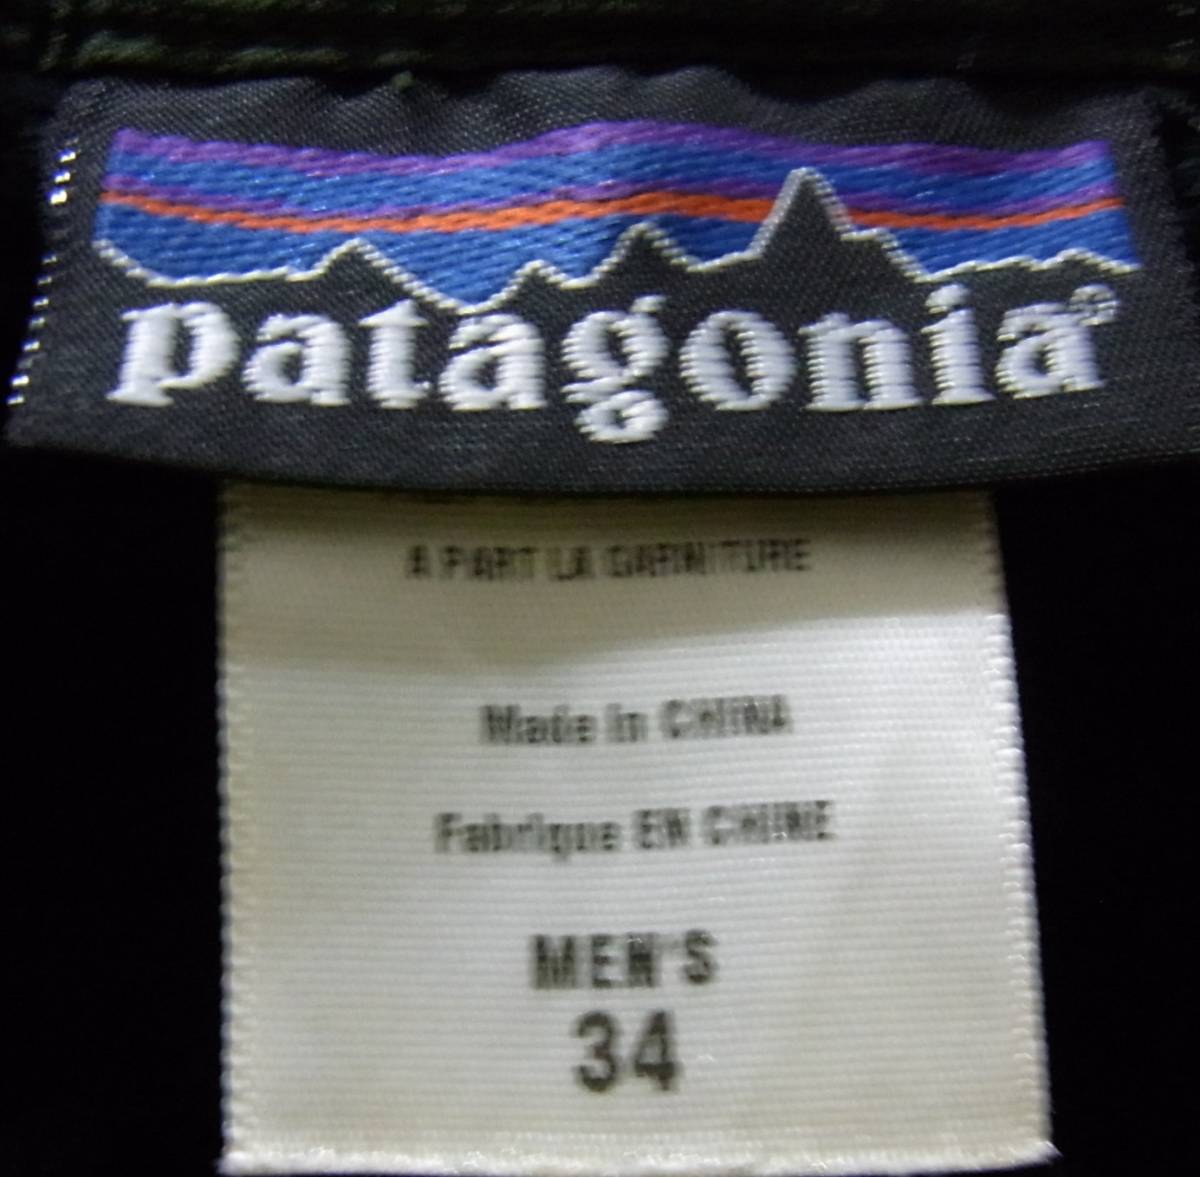 patagonia®
A PART LA GARNITURE
Made in CHINA
Fabrique EN CHINE
MEN'S
34